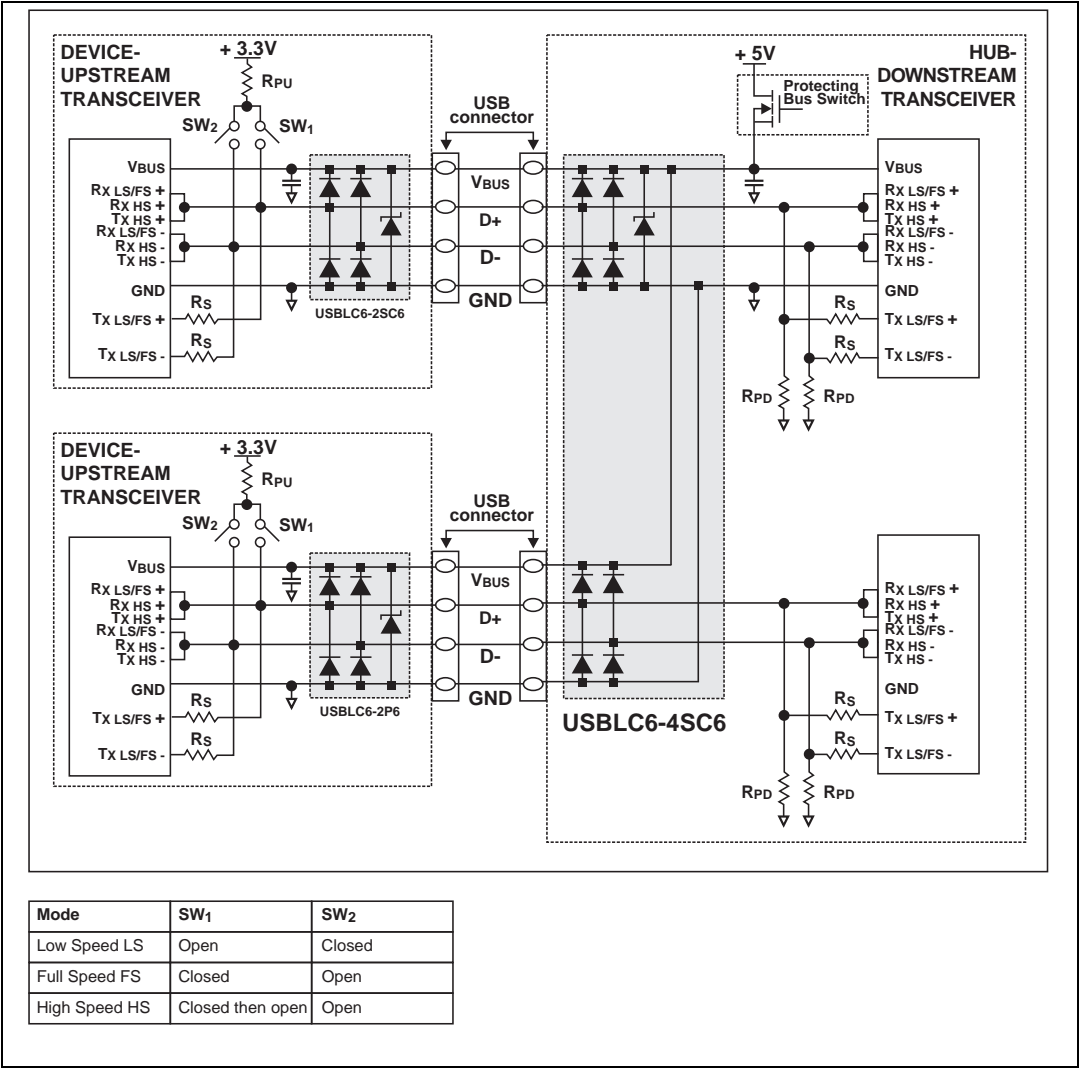 DEVICE-
UPSTREAM
TRANSCEIVER
+ 3.3V
RPU
SW2
SW1
VBUS
RX LS/FS +
RX HS +
TX HS +
RX LS/FS -
RX HS -
TX HS -
GND
TX LS/FS +
TX LS/FS -
RS
RS
USBLC6-2SC6
USB
connector
VBUS
D+
D-
GND
HUB-
DOWNSTREAM
TRANSCEIVER
+ 5V
Protecting
Bus Switch
VBUS
RX LS/FS +
RX HS +
TX HS +
RX LS/FS -
RX HS -
TX HS -
GND
TX LS/FS +
TX LS/FS -
RS
RS
RPD
RPD
DEVICE-
UPSTREAM
TRANSCEIVER
+ 3.3V
RPU
SW2
SW1
VBUS
RX LS/FS +
RX HS +
TX HS +
RX LS/FS -
RX HS -
TX HS -
GND
TX LS/FS +
TX LS/FS -
RS
RS
USBLC6-2P6
USB
connector
VBUS
D+
D-
GND
USBLC6-4SC6
RX LS/FS +
RX HS +
TX HS +
RX LS/FS -
RX HS -
TX HS -
GND
TX LS/FS +
TX LS/FS -
RS
RS
RPD
RPD
Mode SW1 SW2
Low Speed LS Open Closed
Full Speed FS Closed Open
High Speed HS Closed then open Open